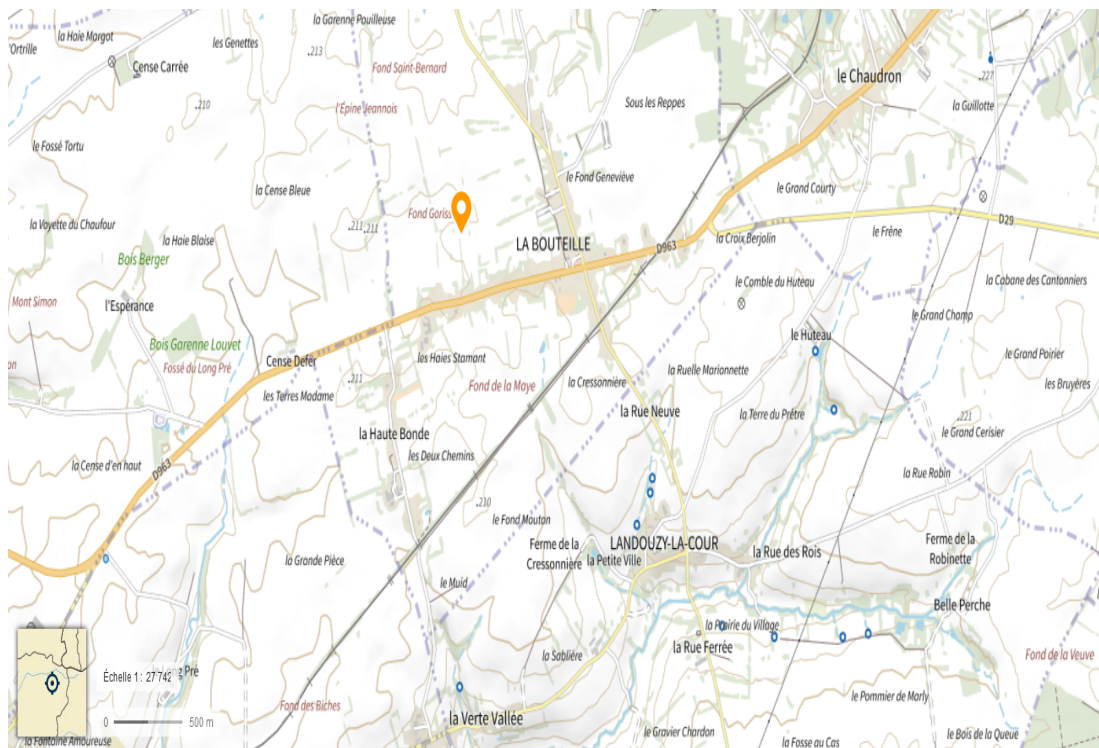 la Garenne Pouilleuse
la Haie Margot
les Genettes
213
le Chaudron
Cense Carrée
Fond Saint-Bernard
227
210
l'Épine Jeannois
Sous les Reppes
la Guillotte
le Fossé Tortu
la Cense Bleue
le Fond Geneviève
le Grand Courty
la Voyette du Chaufour
211
211
D29
la Haie Blaise
LA BOUTEILLE
D963
la Croix Berjolin
le Frêne
Bois Berger
Mont Simon
l'Espérance
le Comble du Huteau
la Cabane des Cantonniers
le Grand Champ
Bois Garenne Louvet
Fossé du Long Pré
Cense Defer
les Haies Stamant
le Huteau
le Grand Poirier
211
les Terres Madame
Fond de la Maye
la Cressonnière
la Ruelle Marionnette
les Bruyères
la Rue Neuve
la Terre du Prêtre
221
la Haute Bonde
le Grand Cerisier
les Deux Chemins
la Cense d'en haut
D963
la Rue Robin
230
le Fond Mouton
Ferme de la
Cressonnière
LANDOUZY-LA-COUR
la Rue des Rois
Ferme de la
Robinette
la Grande Pièce
la Petite Ville
le Muid
Belle Perche
la Prairie du Village
la Rue Ferrée
la Sablière
Fond de la Veuve
Pré
Échelle 1 : 27 742
le Pommier de Marly
Fond des Biches
la Verte Vallée
0
500 m
le Gravier Chardon
la Fosse au Cas
le Bois de la Queue
la Fontaine Amoureuse